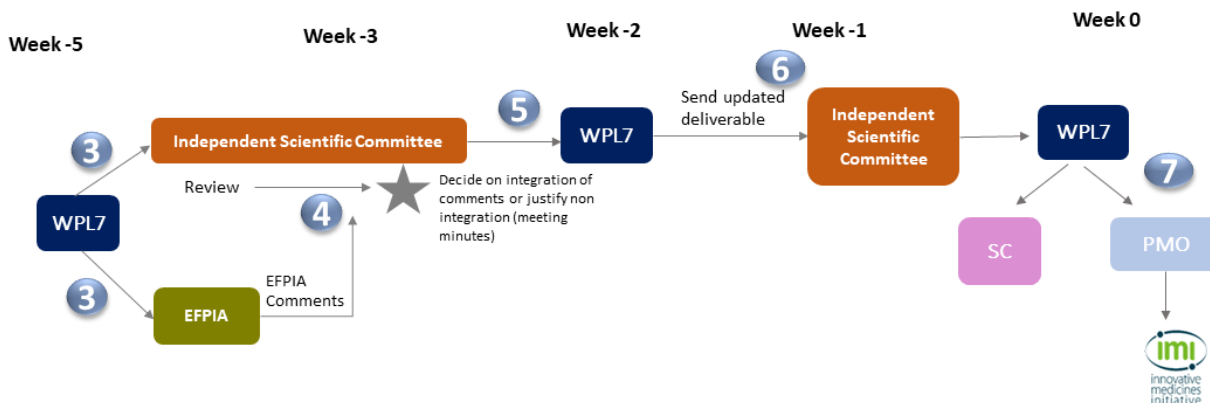 Week -5
Week -3
Week -2
Week -1
Week 0
3
Independent Scientific Committee
5
WPL7
Send updated
deliverable
6
Independent
Scientific
Committee
WPL7
7
WPL7
Review
4
Decide on integration of
comments or justify non
integration (meeting
minutes)
SC
PMO
3
EFPIA
EFPIA
Comments
imi
innovative
medicines
initiative